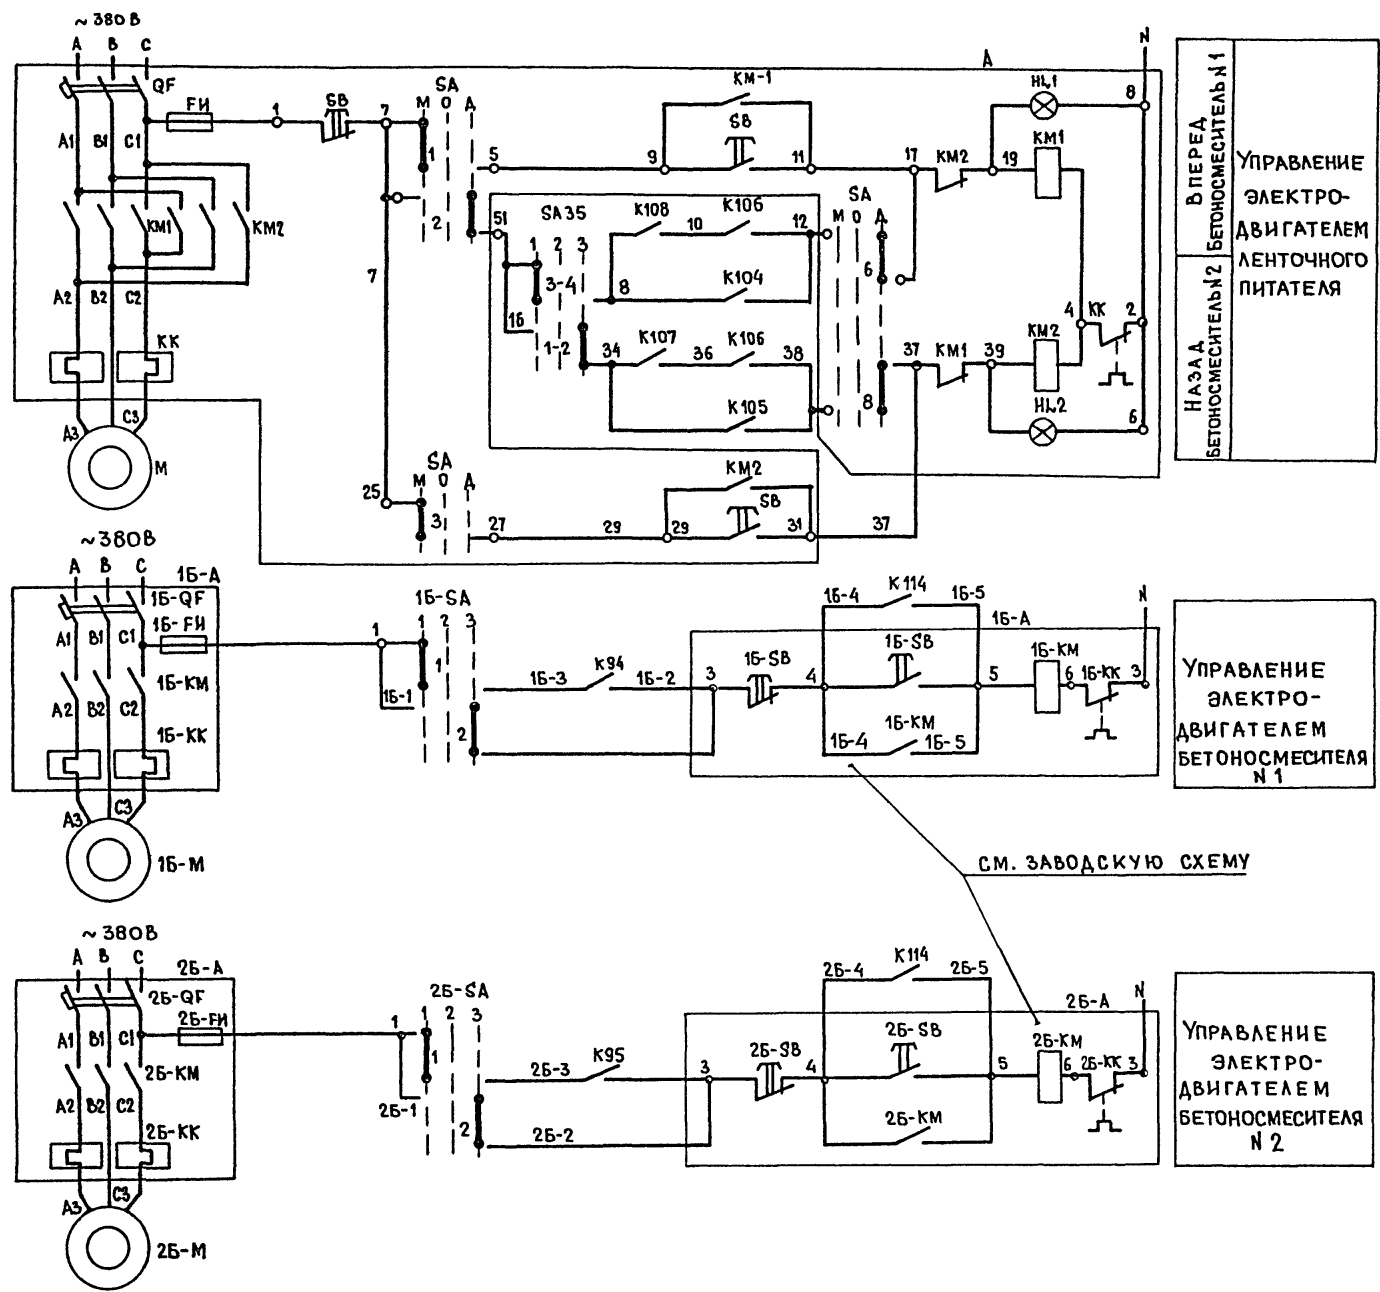 ~380В
А В С
QF
FИ
1
SB
7
SA
М О Д
1
2
5
9
КМ-1
SB
11
17
КМ2
19
HL1
КМ1
8
N
А
А1 В1 С1
КМ1
КМ2
А2 В2 С2
КК
А3
С3
М
7
51
SA35
1 2 3
3-4
1-2
1Б
К108
10
К106
12
8
К104
34
К107
36
К106
38
К105
SA
М О Д
6
8
37
КМ1
39
КМ2
HL2
4
КК
2
6
25
SA
М О Д
3
27
29
29
КМ2
SB
31
37
ВПЕРЕД
БЕТОНОСМЕСИТЕЛЬ N1
НАЗАД
БЕТОНОСМЕСИТЕЛЬ N2
УПРАВЛЕНИЕ
ЭЛЕКТРО-
ДВИГАТЕЛЕМ
ЛЕНТОЧНОГО
ПИТАТЕЛЯ
~380В
А В С
1Б-А
1Б-QF
1Б-FИ
А1 В1 С1
1Б-КМ
А2 В2 С2
1Б-КК
А3
С3
1Б-М
1
1Б-SA
1 2 3
1
1Б-1
2
1Б-3
К94
1Б-2
3
1Б-SB
4
1Б-4
К114
1Б-5
1Б-А
1Б-SB
5
1Б-КМ
1Б-4
1Б-5
1Б-КМ
6
1Б-КК
3
N
УПРАВЛЕНИЕ
ЭЛЕКТРО-
ДВИГАТЕЛЕМ
БЕТОНОСМЕСИТЕЛЯ
N1
СМ. ЗАВОДСКУЮ СХЕМУ
~380В
А В С
2Б-А
2Б-QF
2Б-FИ
А1 В1 С1
2Б-КМ
А2 В2 С2
2Б-КК
А3
С3
2Б-М
1
2Б-SA
1 2 3
1
2Б-1
2
2Б-3
К95
2Б-2
3
2Б-SB
4
2Б-4
К114
2Б-5
2Б-А
2Б-SB
5
2Б-КМ
2Б-КМ
6
2Б-КК
3
N
УПРАВЛЕНИЕ
ЭЛЕКТРО-
ДВИГАТЕЛЕМ
БЕТОНОСМЕСИТЕЛЯ
N2